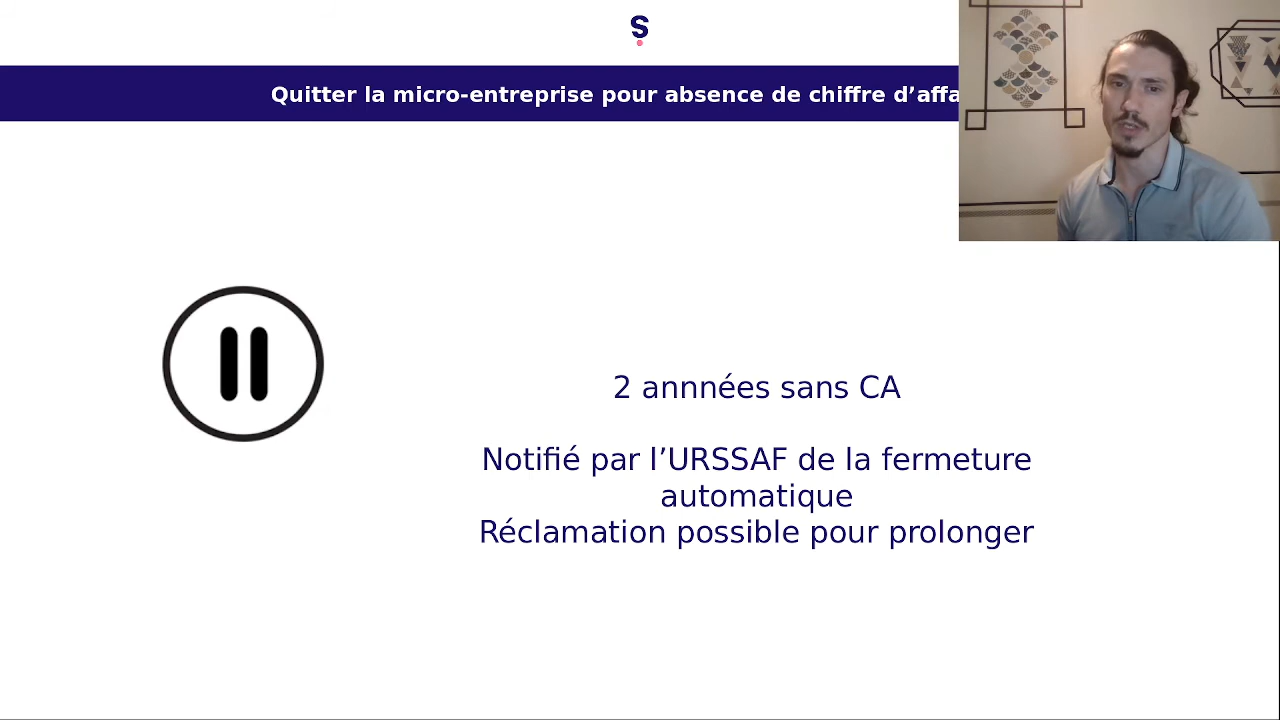 S
Quitter la micro-entreprise pour absence de chiffre d’affa
2 annnées sans CA
Notifié par l’URSSAF de la fermeture
automatique
Réclamation possible pour prolonger